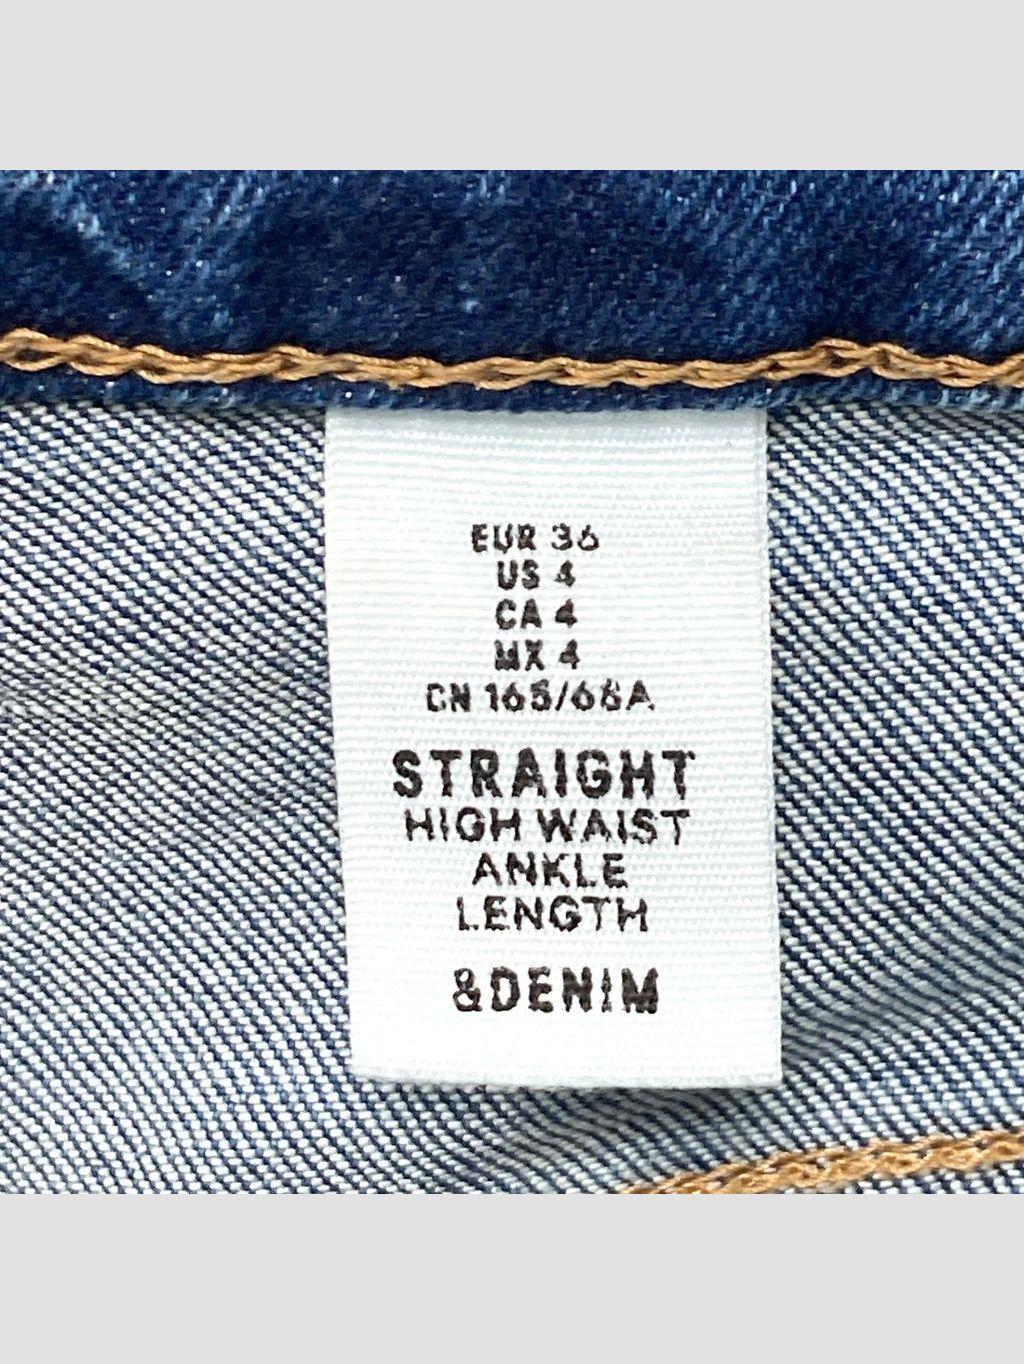 EUR 36
US 4
CA 4
MX 4
CN 165/68A
STRAIGHT
HIGH WAIST
ANKLE
LENGTH
&DENIM